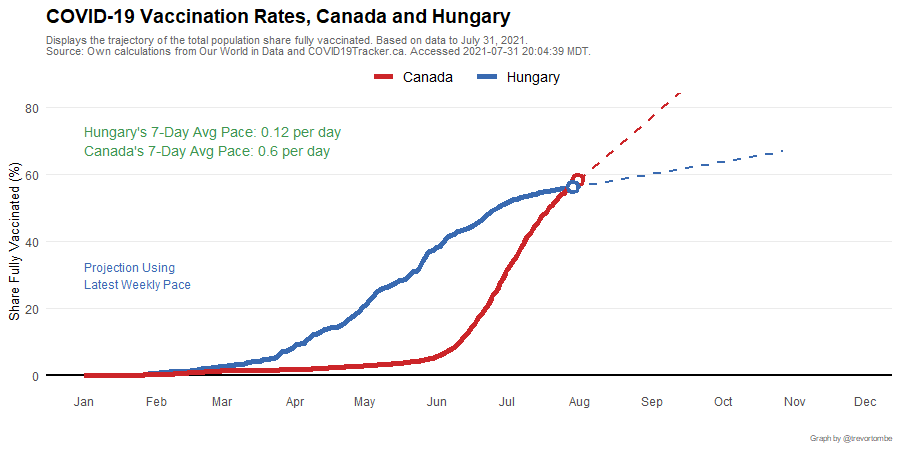 COVID-19 Vaccination Rates, Canada and Hungary
Displays the trajectory of the total population share fully vaccinated. Based on data to July 31, 2021.
Source: Own calculations from Our World in Data and COVID19Tracker.ca. Accessed 2021-07-31 20:04:39 MDT.
Canada Hungary
80
Hungary's 7-Day Avg Pace: 0.12 per day
Canada's 7-Day Avg Pace: 0.6 per day
60
Share Fully Vaccinated (%)
40
Projection Using
Latest Weekly Pace
20
0
Jan Feb Mar Apr May Jun Jul Aug Sep Oct Nov Dec
Graph by @trevortombe